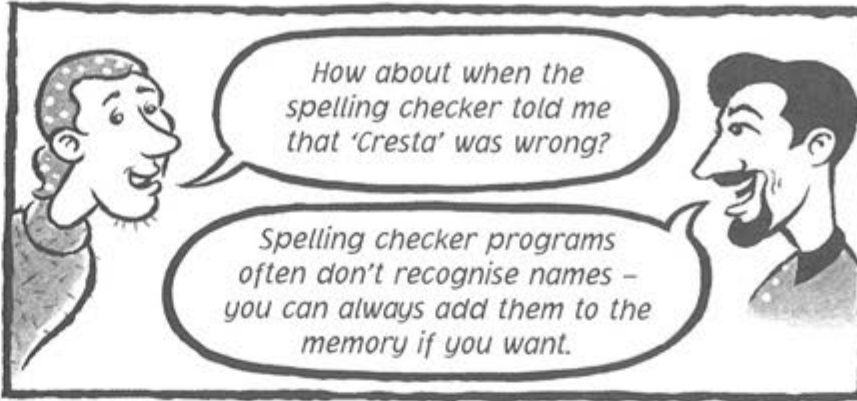 How about when the
spelling checker told me
that ‘Cresta’ was wrong?
Spelling checker programs
often don’t recognise names –
you can always add them to the
memory if you want.